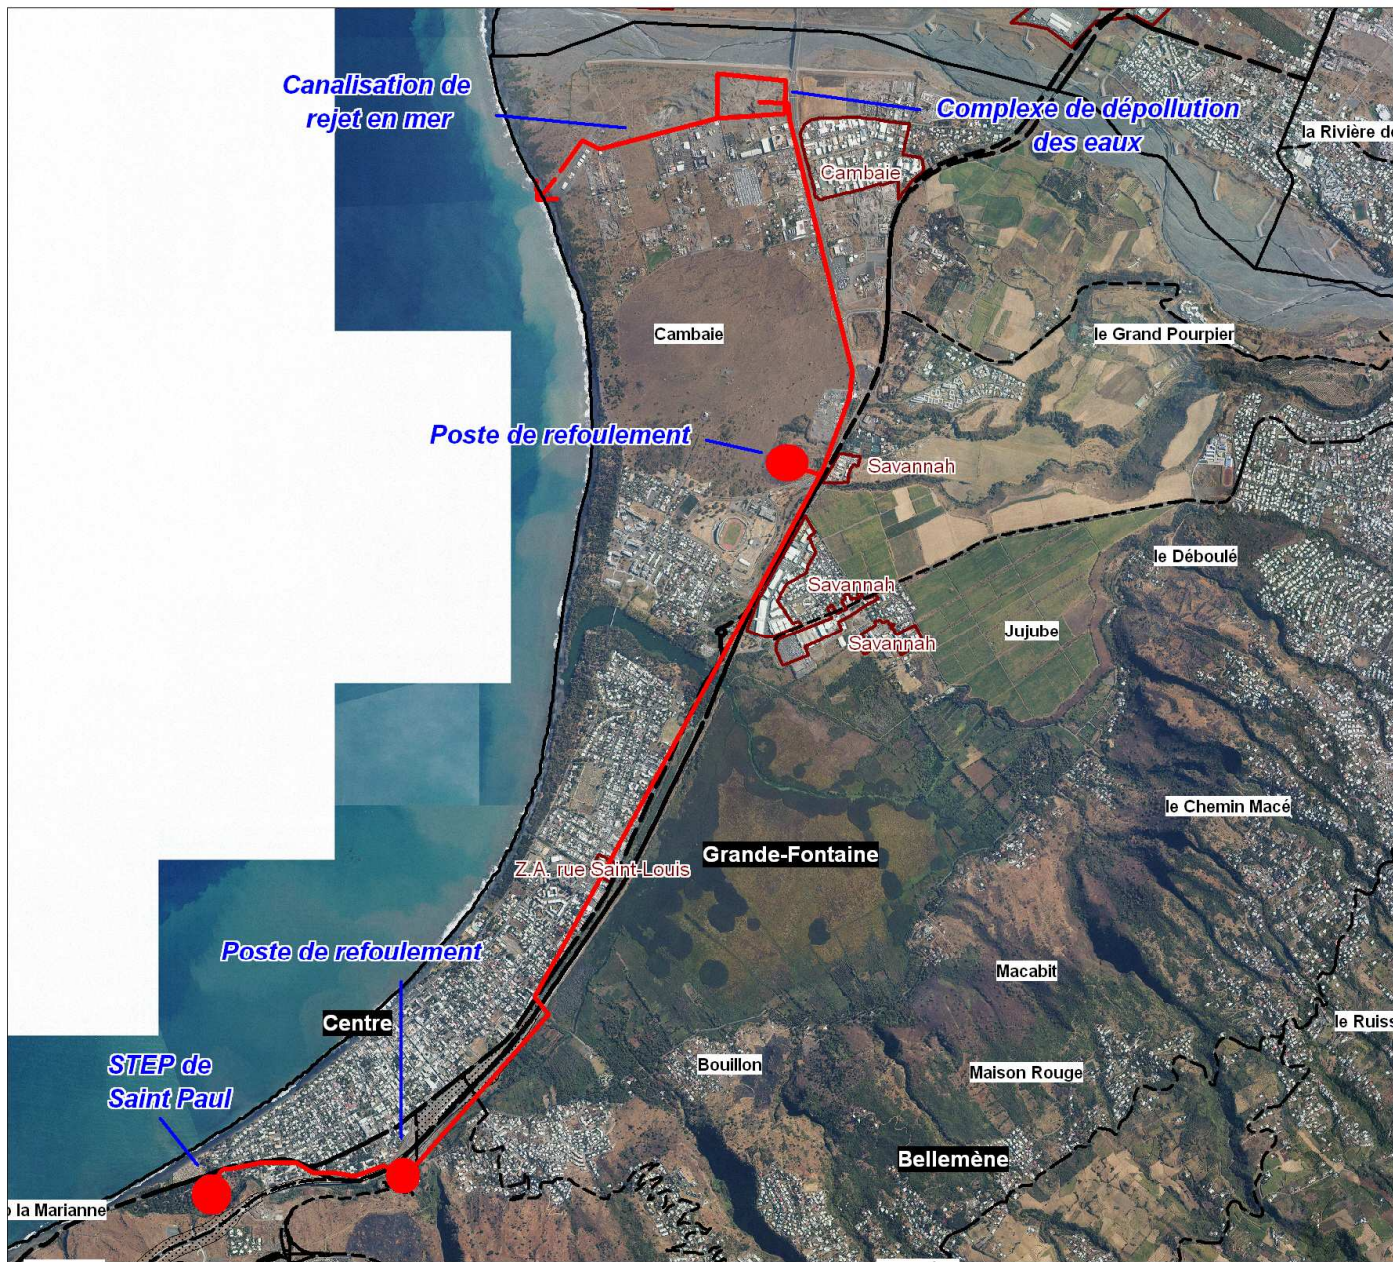 Canalisation de
rejet en mer
Complexe de dépollution
des eaux
la Rivière de
Cambaie
Cambaie
le Grand Pourpier
Poste de refoulement
Savannah
le Déboulé
Savannah
Jujube
Savannah
le Chemin Macé
Grande-Fontaine
Z.A. rue Saint-Louis
Poste de refoulement
Macabit
Centre
le Ruiss
STEP de
Saint Paul
Bouillon
Maison Rouge
Bellemène
la Marianne